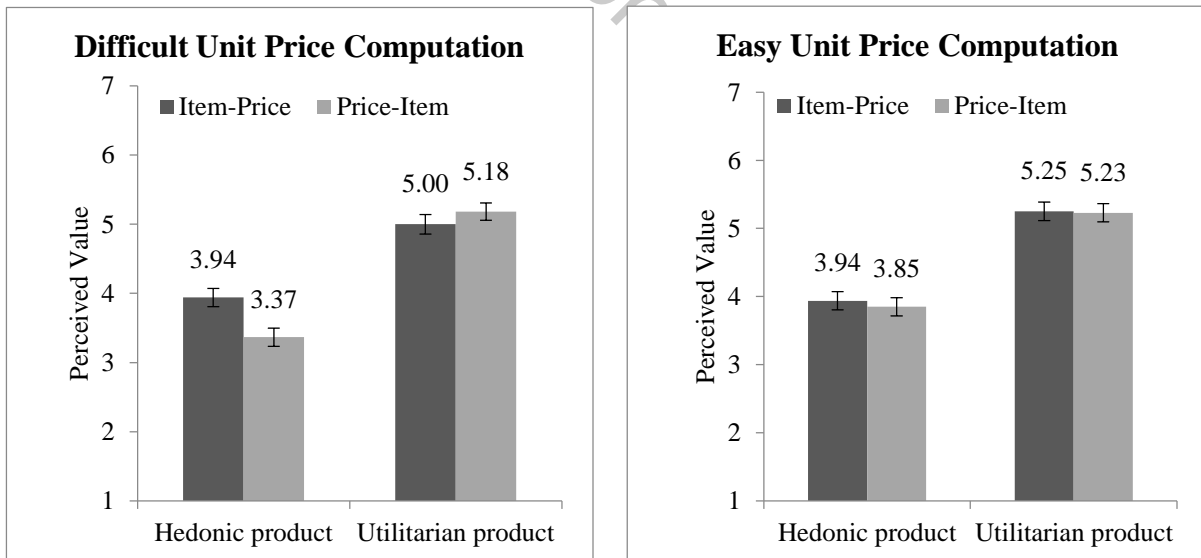 Difficult Unit Price Computation
7
Item-Price Price-Item
6
5.00 5.18
5
3.94
4
3.37
3
2
1
Perceived Value
Hedonic product Utilitarian product
Easy Unit Price Computation
7
Item-Price Price-Item
6
5.25 5.23
5
3.94 3.85
4
3
2
1
Perceived Value
Hedonic product Utilitarian product